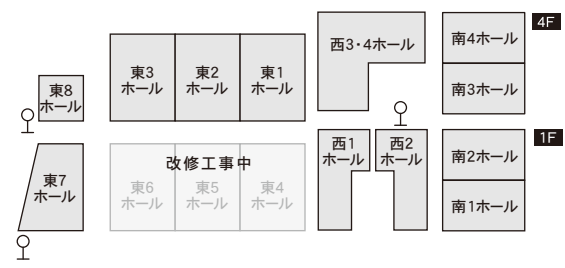 4F
西3・4ホール
南4ホール
東3
ホール
東2
ホール
東1
ホール
東8
ホール
南3ホール
1F
西1
ホール
西2
ホール
南2ホール
改修工事中
東7
ホール
東6
ホール
東5
ホール
東4
ホール
南1ホール